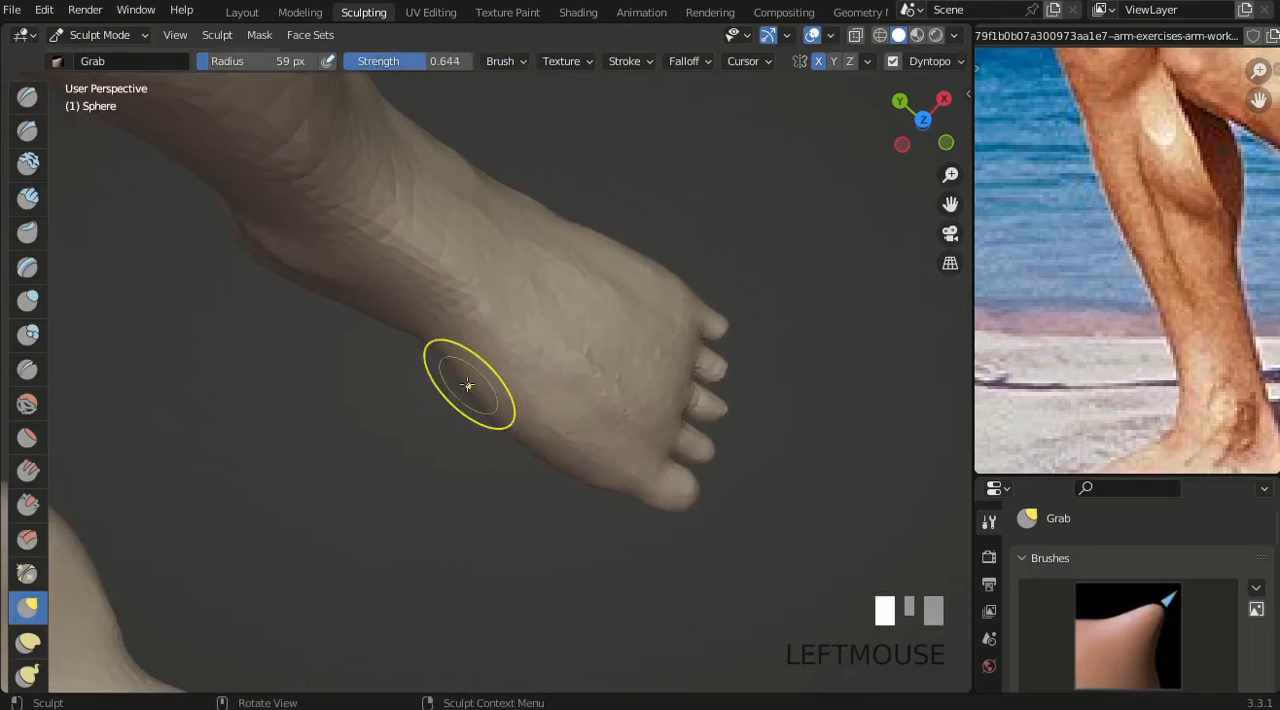 File Edit Render Window Help Layout Modeling Sculpting UV Editing Texture Paint Shading Animation Rendering Compositing Geometry N Scene ViewLayer
Sculpt Mode View Sculpt Mask Face Sets X Y Z
79f1b0b07a300973aa1e7--arm-exercises-arm-work...
Grab Radius 59 px Strength 0.644 Brush Texture Stroke Falloff Cursor X Y Z Dyntopo
User Perspective
(1) Sphere
Y X
Z
Grab
Brushes
LEFTMOUSE
Sculpt Rotate View Sculpt Context Menu 3.3.1